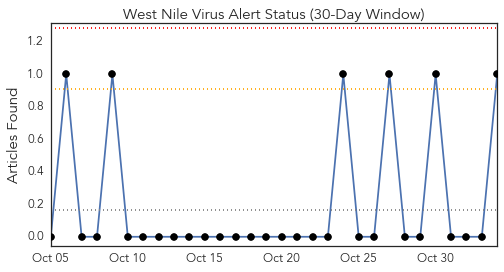 West Nile Virus Alert Status (30-Day Window)
Articles Found
1.2
1.0
0.8
0.6
0.4
0.2
0.0
Oct 05 Oct 10 Oct 15 Oct 20 Oct 25 Oct 30